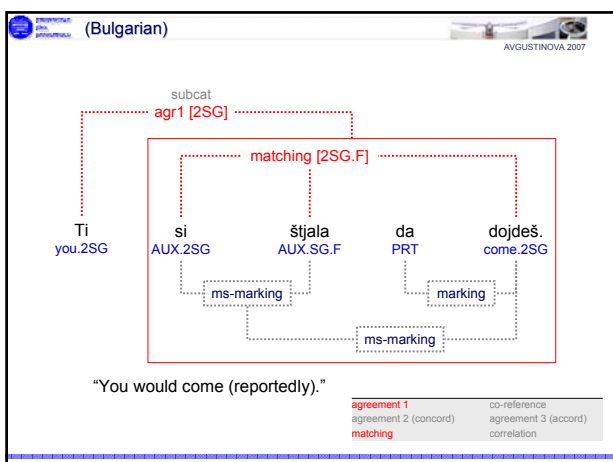 (Bulgarian)
AVGUSTINOVA 2007
subcat
agr1 [2SG]
matching [2SG.F]
Ti si štjala da dojdeš.
you.2SG AUX.2SG AUX.SG.F PRT come.2SG
ms-marking marking
ms-marking
“You would come (reportedly).”
agreement 1 co-reference
agreement 2 (concord) agreement 3 (accord)
matching correlation